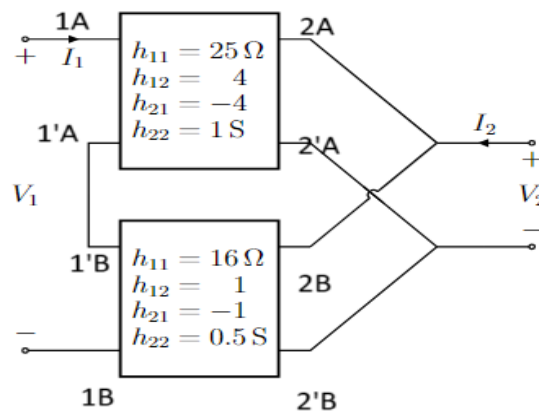 1A
2A
+
I₁
h₁₁ = 25 Ω
h₁₂ = 4
h₂₁ = −4
h₂₂ = 1 S
1'A
2'A
I₂
+
V₁
V₂
1'B
h₁₁ = 16 Ω
h₁₂ = 1
h₂₁ = −1
h₂₂ = 0.5 S
2B
−
−
1B
2'B